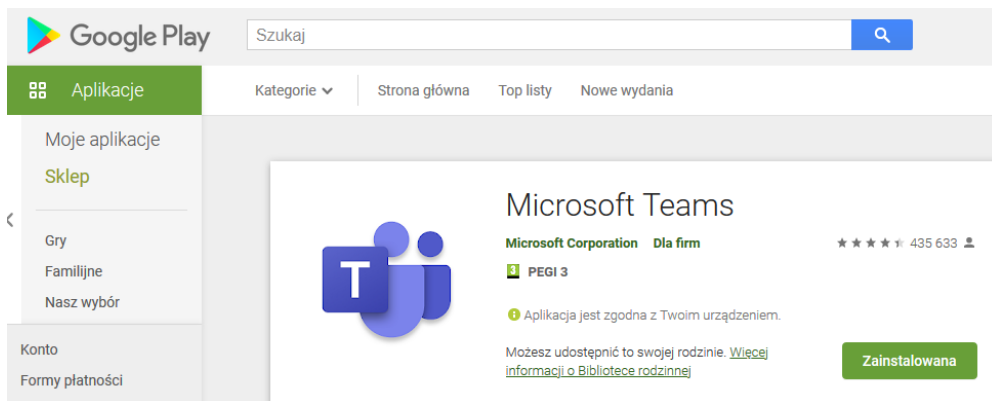 Google Play
Szukaj
Aplikacje
Kategorie
Strona główna
Top listy
Nowe wydania
Moje aplikacje
Sklep
Gry
Familijne
Nasz wybór
Konto
Formy płatności
T
Microsoft Teams
Microsoft Corporation Dla firm
435 633
3 PEGI 3
Aplikacja jest zgodna z Twoim urządzeniem.
Możesz udostępnić to swojej rodzinie. Więcej
informacji o Bibliotece rodzinnej
Zainstalowana